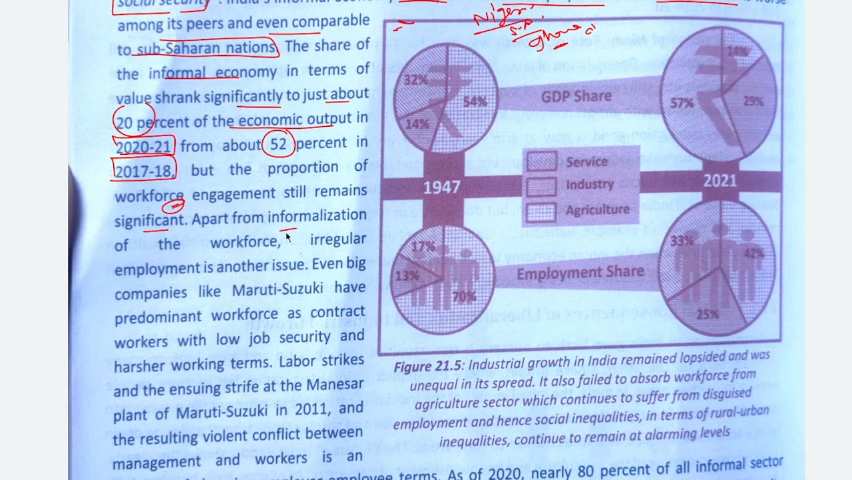 social security
among its peers and even comparable
to sub-Saharan nations. The share of
the informal economy in terms of
value shrank significantly to just about
20 percent of the economic output in
2020-21 from about 52 percent in
2017-18, but the proportion of
workforce engagement still remains
significant. Apart from informalization
of the workforce, irregular
employment is another issue. Even big
companies like Maruti-Suzuki have
predominant workforce as contract
workers with low job security and
harsher working terms. Labor strikes
and the ensuing strife at the Manesar
plant of Maruti-Suzuki in 2011, and
the resulting violent conflict between
management and workers is an
employee terms. As of 2020, nearly 80 percent of all informal sector
32%
54%
14%
GDP Share
14%
29%
57%
1947
Service
Industry
Agriculture
2021
17%
13%
70%
Employment Share
33%
42%
25%
Figure 21.5: Industrial growth in India remained lopsided and was
unequal in its spread. It also failed to absorb workforce from
agriculture sector which continues to suffer from disguised
employment and hence social inequalities, in terms of rural-urban
inequalities, continue to remain at alarming levels